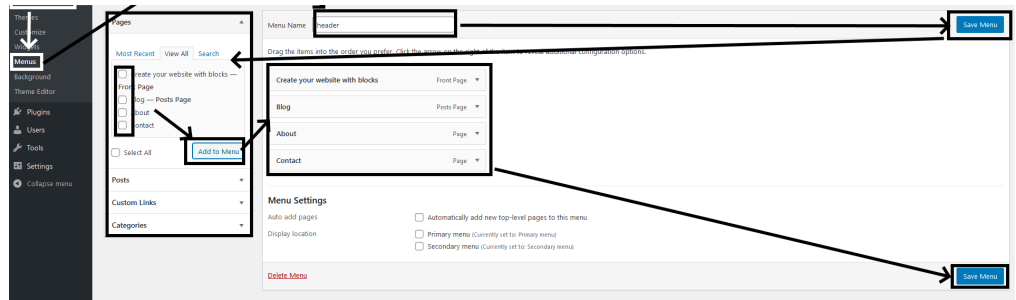 Themes
Customize
Widgets
Menus
Background
Theme Editor
Plugins
Users
Tools
Settings
Collapse menu
Pages
Most Recent View All Search
Create your website with blocks —
Front Page
Blog — Posts Page
About
Contact
Select All
Add to Menu
Posts
Custom Links
Categories
Menu Name
header
Save Menu
Drag the items into the order you prefer. Click the arrow on the right of the item to reveal additional configuration options.
Create your website with blocks Front Page
Blog Posts Page
About Page
Contact Page
Menu Settings
Auto add pages
Automatically add new top-level pages to this menu
Display location
Primary menu (Currently set to: Primary menu)
Secondary menu (Currently set to: Secondary menu)
Delete Menu
Save Menu